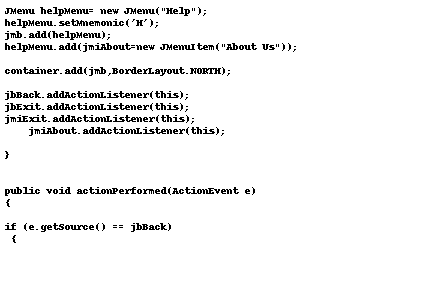 JMenu helpMenu= new JMenu("Help");
helpMenu.setMnemonic('H');
jmb.add(helpMenu);
helpMenu.add(jmiAbout=new JMenuItem("About Us"));
container.add(jmb,BorderLayout.NORTH);
jbBack.addActionListener(this);
jbExit.addActionListener(this);
jmiExit.addActionListener(this);
jmiAbout.addActionListener(this);
}
public void actionPerformed(ActionEvent e)
{
if (e.getSource() == jbBack)
{